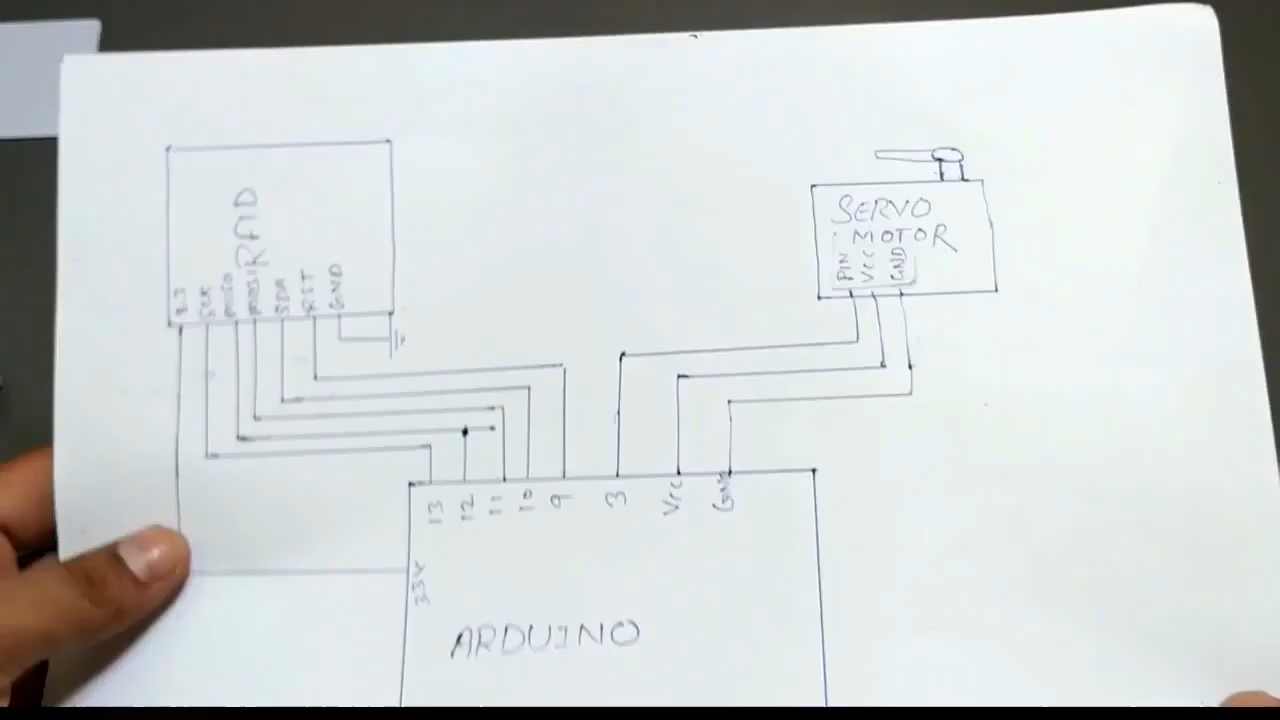 RFID
3.3
SCK
MISO
MOSI
SDA
RST
GND
SERVO
MOTOR
PIN
VCC
GND
13
12
11
10
9
3
Vcc
GND
3.3V
ARDUINO